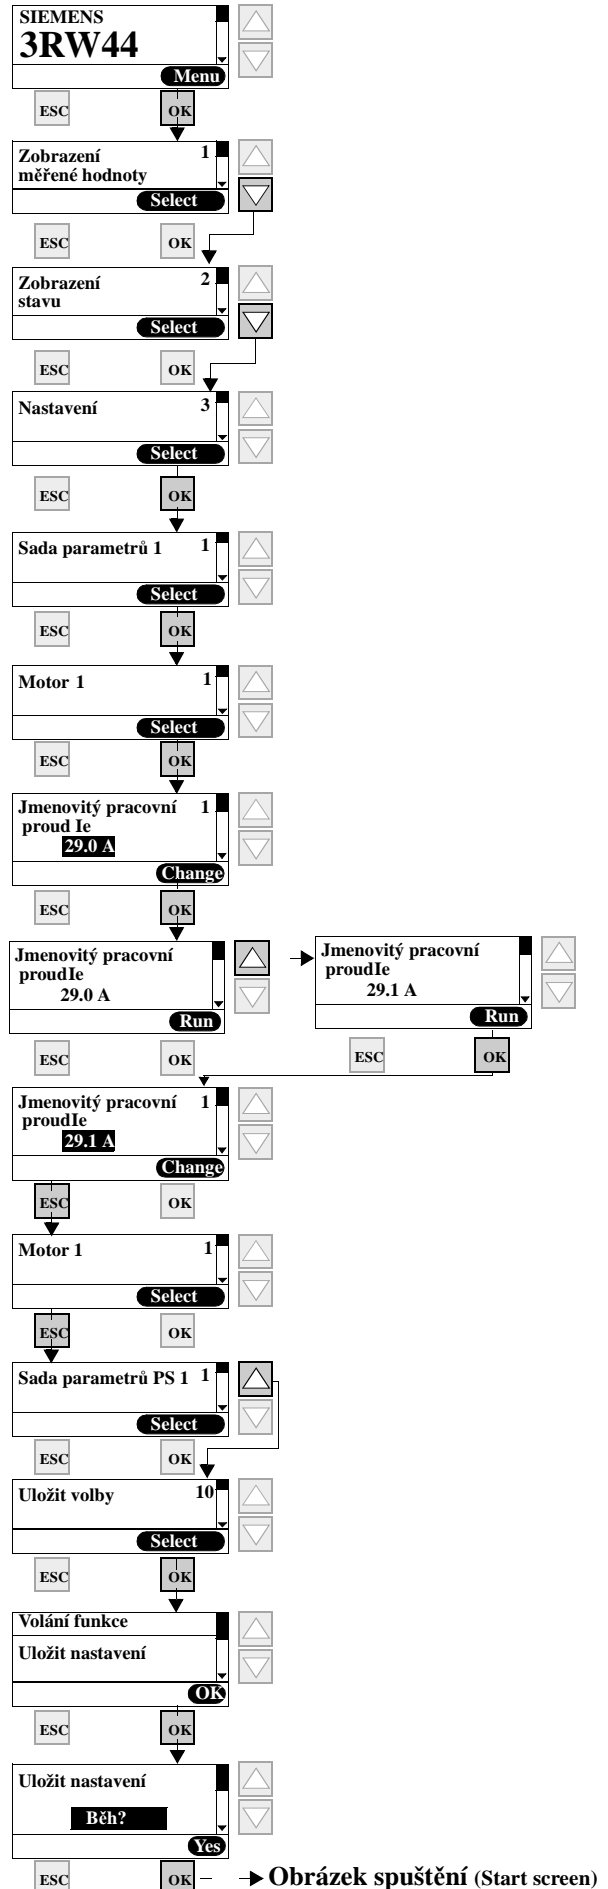 SIEMENS
3RW44
Menu
ESC OK
Zobrazení 1
měřené hodnoty
Select
ESC OK
Zobrazení 2
stavu
Select
ESC OK
Nastavení 3
Select
ESC OK
Sada parametrů 1 1
Select
ESC OK
Motor 1 1
Select
ESC OK
Jmenovitý pracovní 1
proud Ie
29.0 A
Change
ESC OK
Jmenovitý pracovní
proudIe
29.0 A
Run
ESC OK
Jmenovitý pracovní
proudIe
29.1 A
Run
ESC OK
Jmenovitý pracovní 1
proudIe
29.1 A
Change
ESC OK
Motor 1 1
Select
ESC OK
Sada parametrů PS 1 1
Select
ESC OK
Uložit volby 10
Select
ESC OK
Volání funkce
Uložit nastavení
OK
ESC OK
Uložit nastavení
Běh?
Yes
ESC OK Obrázek spuštění (Start screen)